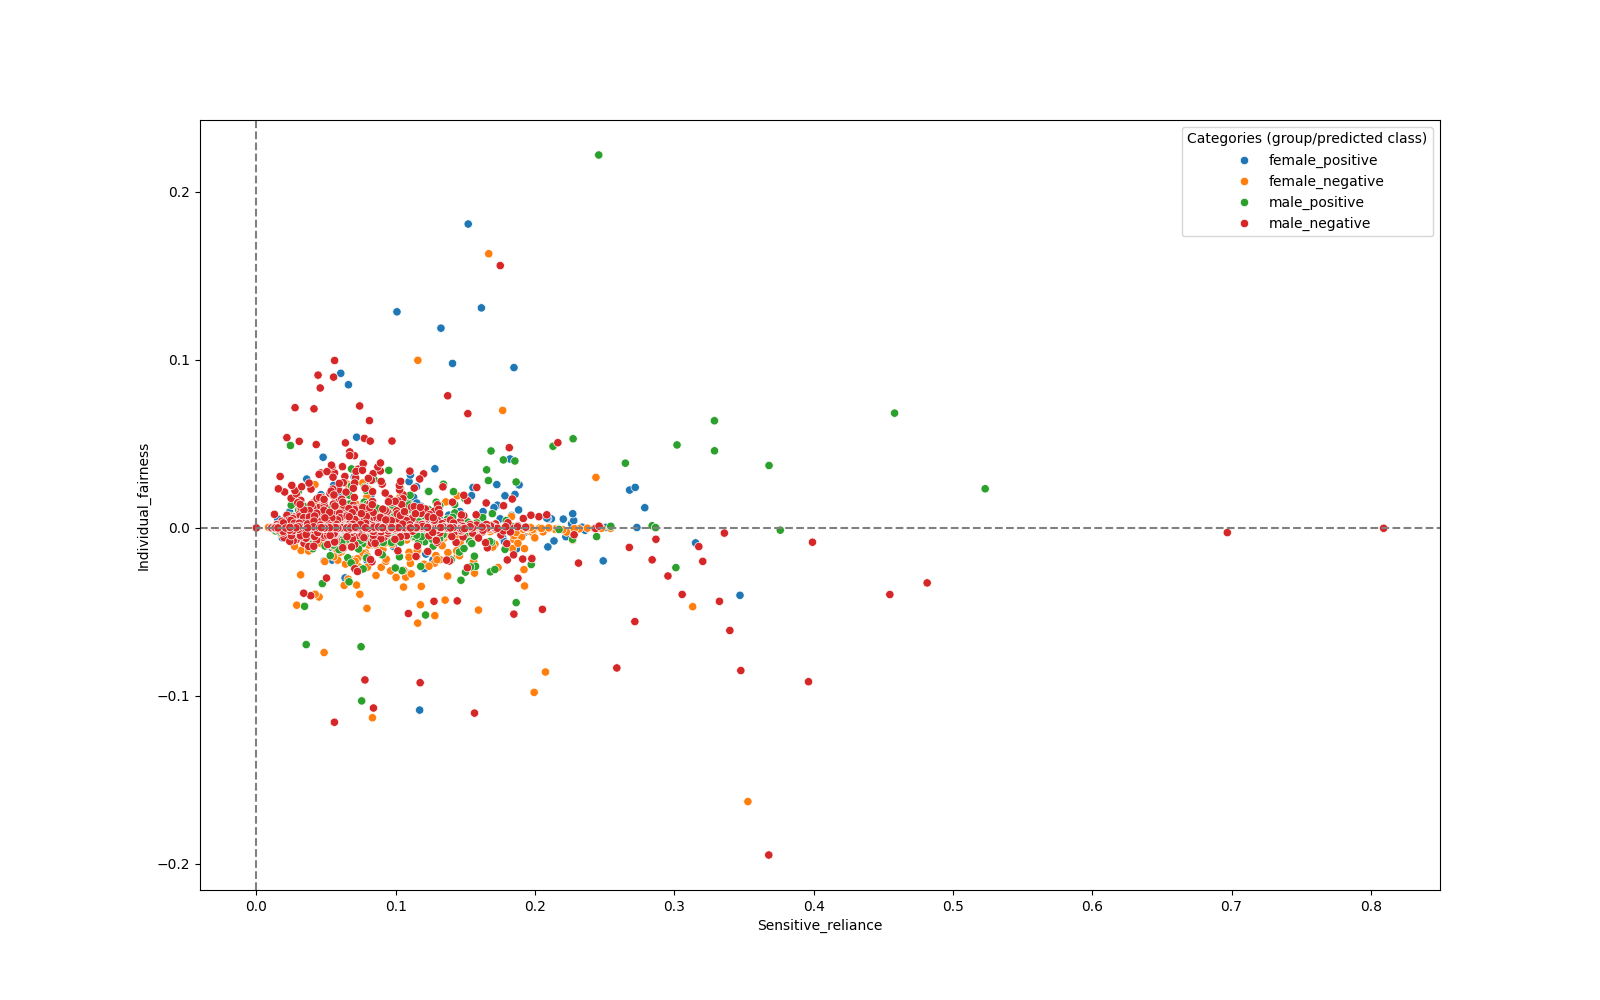 Categories (group/predicted class)
female_positive
female_negative
male_positive
male_negative
0.2
0.1
0.0
−0.1
−0.2
Individual_fairness
0.0 0.1 0.2 0.3 0.4 0.5 0.6 0.7 0.8
Sensitive_reliance